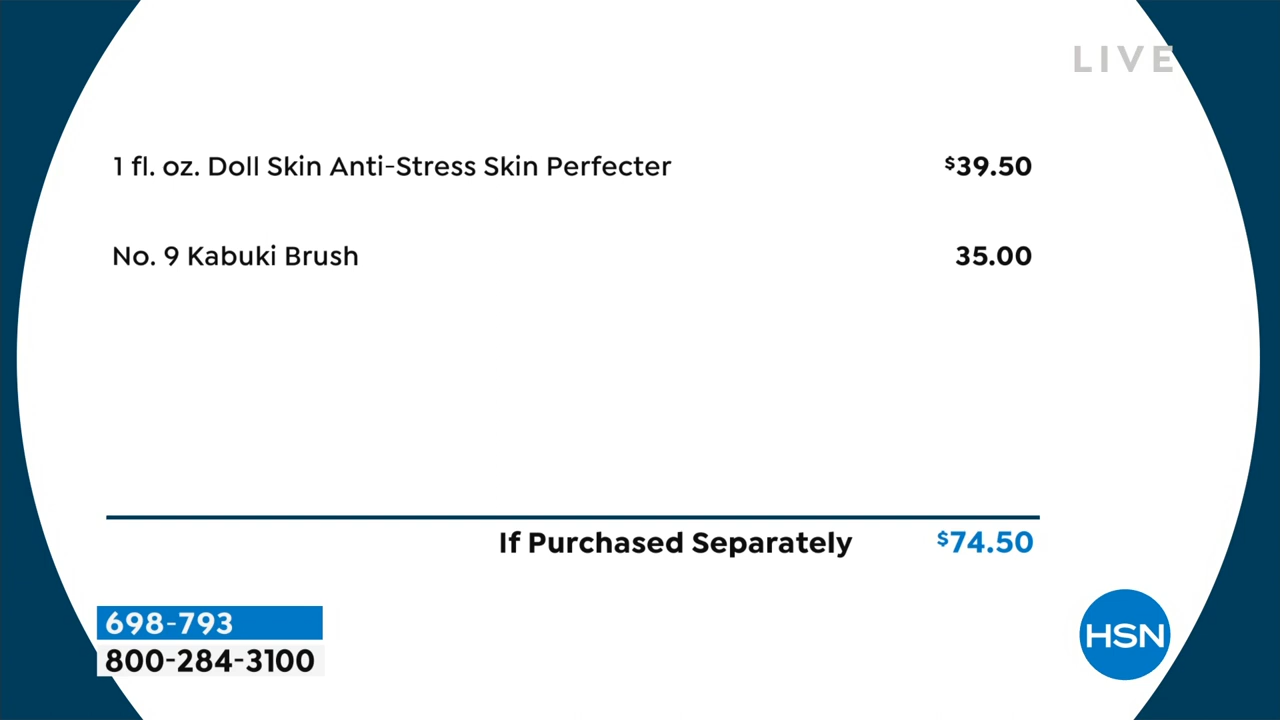 LIVE
1 fl. oz. Doll Skin Anti-Stress Skin Perfecter $39.50
No. 9 Kabuki Brush 35.00
If Purchased Separately $74.50
698-793
800-284-3100
HSN